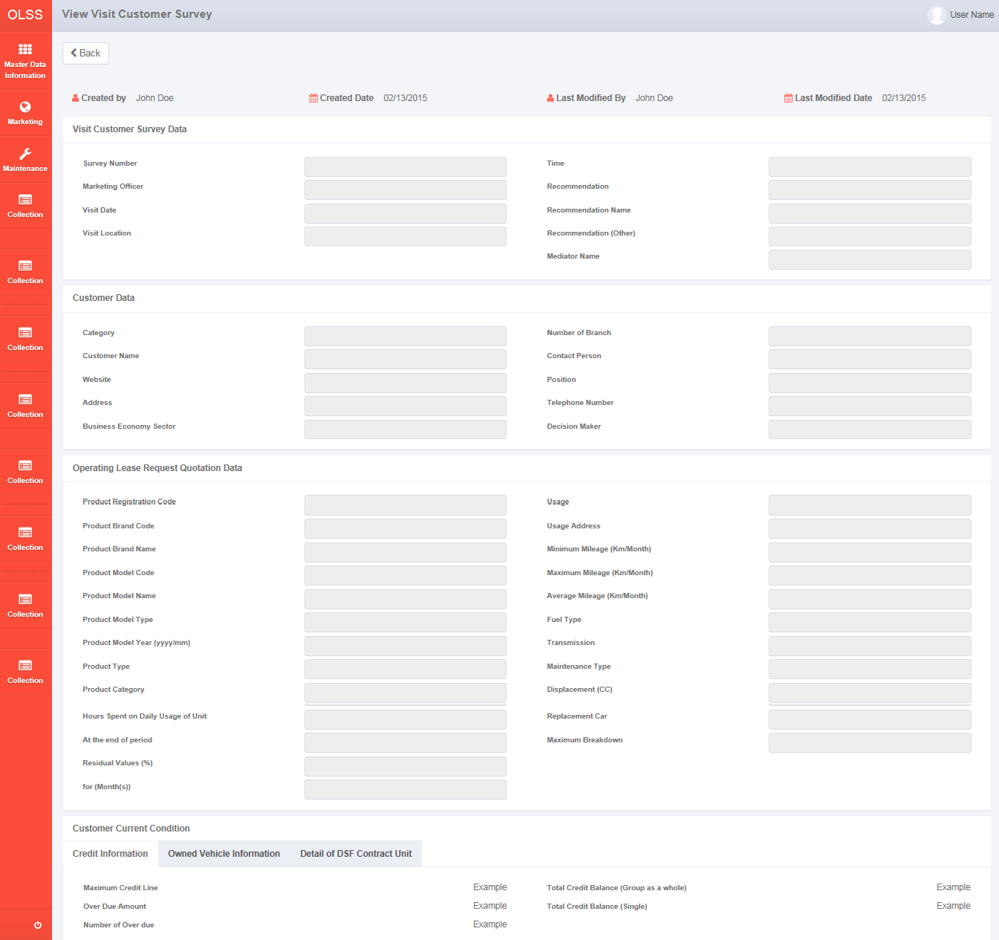 OLSS
View Visit Customer Survey
User Name
Master Data
Information
Marketing
Maintenance
Collection
Collection
Collection
Collection
Collection
Collection
Collection
Collection
Back
Created by John Doe
Created Date 02/13/2015
Last Modified By John Doe
Last Modified Date 02/13/2015
Visit Customer Survey Data
Survey Number
Marketing Officer
Visit Date
Visit Location
Time
Recommendation
Recommendation Name
Recommendation (Other)
Mediator Name
Customer Data
Category
Customer Name
Website
Address
Business Economy Sector
Number of Branch
Contact Person
Position
Telephone Number
Decision Maker
Operating Lease Request Quotation Data
Product Registration Code
Product Brand Code
Product Brand Name
Product Model Code
Product Model Name
Product Model Type
Product Model Year (yyyy/mm)
Product Type
Product Category
Hours Spent on Daily Usage of Unit
At the end of period
Residual Values (%)
for (Month(s))
Usage
Usage Address
Minimum Mileage (Km/Month)
Maximum Mileage (Km/Month)
Average Mileage (Km/Month)
Fuel Type
Transmission
Maintenance Type
Displacement (CC)
Replacement Car
Maximum Breakdown
Customer Current Condition
Credit Information
Owned Vehicle Information
Detail of DSF Contract Unit
Maximum Credit Line Example
Over Due Amount Example
Number of Over due Example
Total Credit Balance (Group as a whole) Example
Total Credit Balance (Single) Example